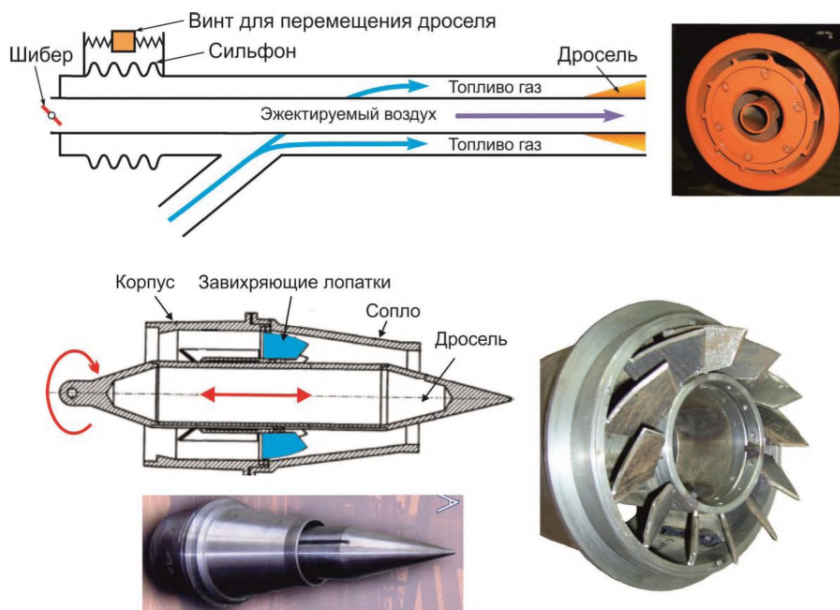 Винт для перемещения дроселя
Сильфон
Шибер
Дросель
Топливо газ
Эжектируемый воздух
Топливо газ
Корпус
Завихряющие лопатки
Сопло
Дросель